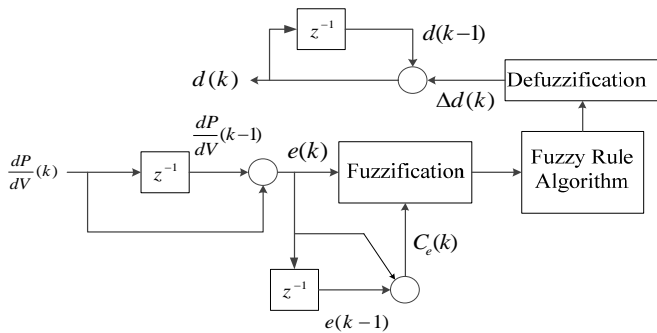 z⁻¹
d(k−1)
d(k)
Δd(k)
Defuzzification
dP/dV (k−1)
dP/dV (k)
z⁻¹
e(k)
Fuzzification
Fuzzy Rule
Algorithm
C_e(k)
z⁻¹
e(k−1)